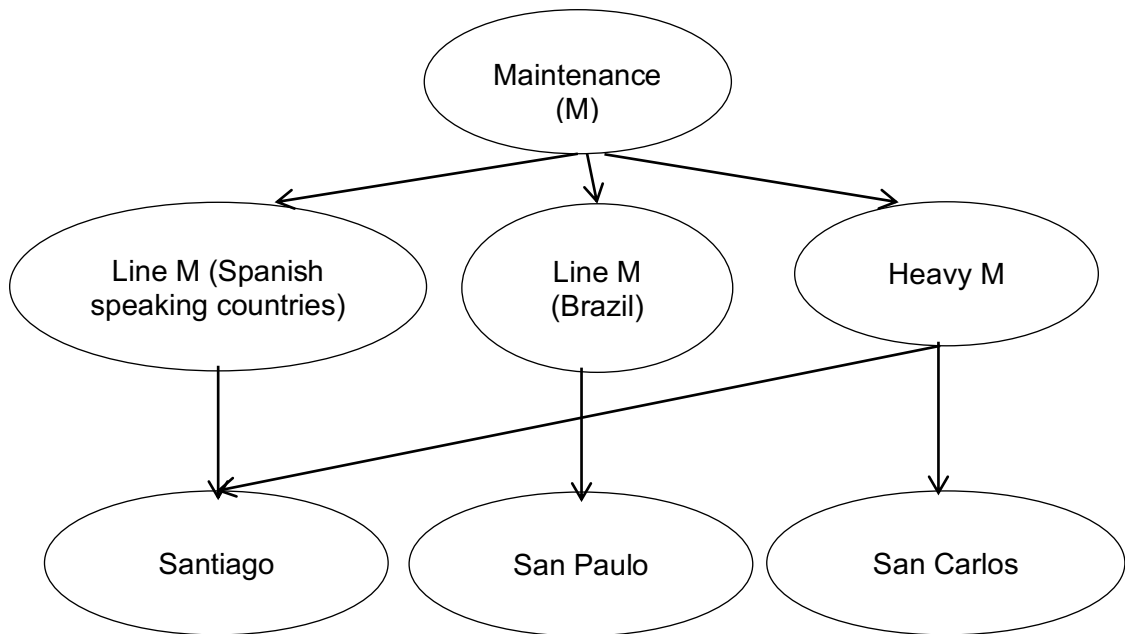 Maintenance
(M)
Line M (Spanish
speaking countries)
Line M
(Brazil)
Heavy M
Santiago
San Paulo
San Carlos